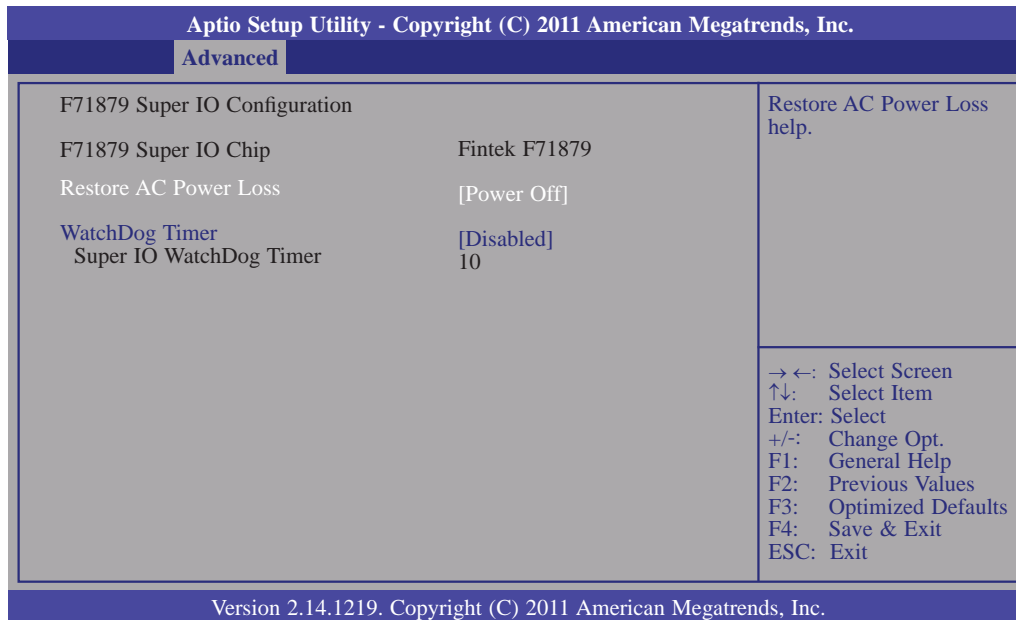 Aptio Setup Utility - Copyright (C) 2011 American Megatrends, Inc.
Advanced
F71879 Super IO Configuration
F71879 Super IO Chip Fintek F71879
Restore AC Power Loss [Power Off]
WatchDog Timer [Disabled]
Super IO WatchDog Timer 10
Restore AC Power Loss
help.
→ ←: Select Screen
↑↓: Select Item
Enter: Select
+/-: Change Opt.
F1: General Help
F2: Previous Values
F3: Optimized Defaults
F4: Save & Exit
ESC: Exit
Version 2.14.1219. Copyright (C) 2011 American Megatrends, Inc.